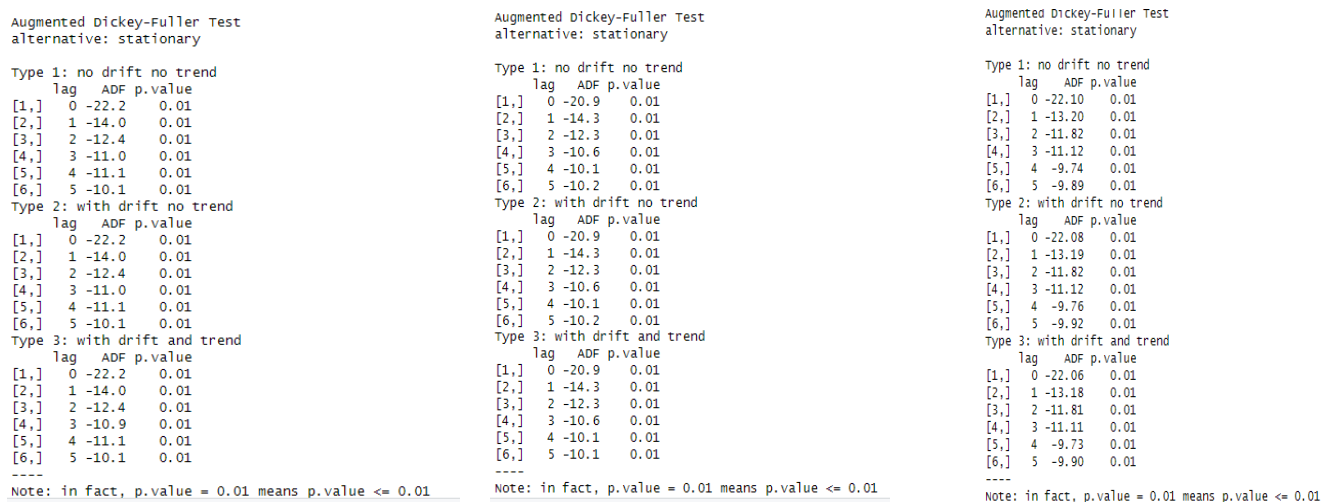 Augmented Dickey-Fuller Test
alternative: stationary
Type 1: no drift no trend
lag ADF p.value
[1,] 0 -22.2 0.01
[2,] 1 -14.0 0.01
[3,] 2 -12.4 0.01
[4,] 3 -11.0 0.01
[5,] 4 -11.1 0.01
[6,] 5 -10.1 0.01
Type 2: with drift no trend
lag ADF p.value
[1,] 0 -22.2 0.01
[2,] 1 -14.0 0.01
[3,] 2 -12.4 0.01
[4,] 3 -11.0 0.01
[5,] 4 -11.1 0.01
[6,] 5 -10.1 0.01
Type 3: with drift and trend
lag ADF p.value
[1,] 0 -22.2 0.01
[2,] 1 -14.0 0.01
[3,] 2 -12.4 0.01
[4,] 3 -10.9 0.01
[5,] 4 -11.1 0.01
[6,] 5 -10.1 0.01
----
Note: in fact, p.value = 0.01 means p.value <= 0.01
Augmented Dickey-Fuller Test
alternative: stationary
Type 1: no drift no trend
lag ADF p.value
[1,] 0 -20.9 0.01
[2,] 1 -14.3 0.01
[3,] 2 -12.3 0.01
[4,] 3 -10.6 0.01
[5,] 4 -10.1 0.01
[6,] 5 -10.2 0.01
Type 2: with drift no trend
lag ADF p.value
[1,] 0 -20.9 0.01
[2,] 1 -14.3 0.01
[3,] 2 -12.3 0.01
[4,] 3 -10.6 0.01
[5,] 4 -10.1 0.01
[6,] 5 -10.2 0.01
Type 3: with drift and trend
lag ADF p.value
[1,] 0 -20.9 0.01
[2,] 1 -14.3 0.01
[3,] 2 -12.3 0.01
[4,] 3 -10.6 0.01
[5,] 4 -10.1 0.01
[6,] 5 -10.1 0.01
----
Note: in fact, p.value = 0.01 means p.value <= 0.01
Augmented Dickey-Fuller Test
alternative: stationary
Type 1: no drift no trend
lag ADF p.value
[1,] 0 -22.10 0.01
[2,] 1 -13.20 0.01
[3,] 2 -11.82 0.01
[4,] 3 -11.12 0.01
[5,] 4 -9.74 0.01
[6,] 5 -9.89 0.01
Type 2: with drift no trend
lag ADF p.value
[1,] 0 -22.08 0.01
[2,] 1 -13.19 0.01
[3,] 2 -11.82 0.01
[4,] 3 -11.12 0.01
[5,] 4 -9.76 0.01
[6,] 5 -9.92 0.01
Type 3: with drift and trend
lag ADF p.value
[1,] 0 -22.06 0.01
[2,] 1 -13.18 0.01
[3,] 2 -11.81 0.01
[4,] 3 -11.11 0.01
[5,] 4 -9.73 0.01
[6,] 5 -9.90 0.01
----
Note: in fact, p.value = 0.01 means p.value <= 0.01